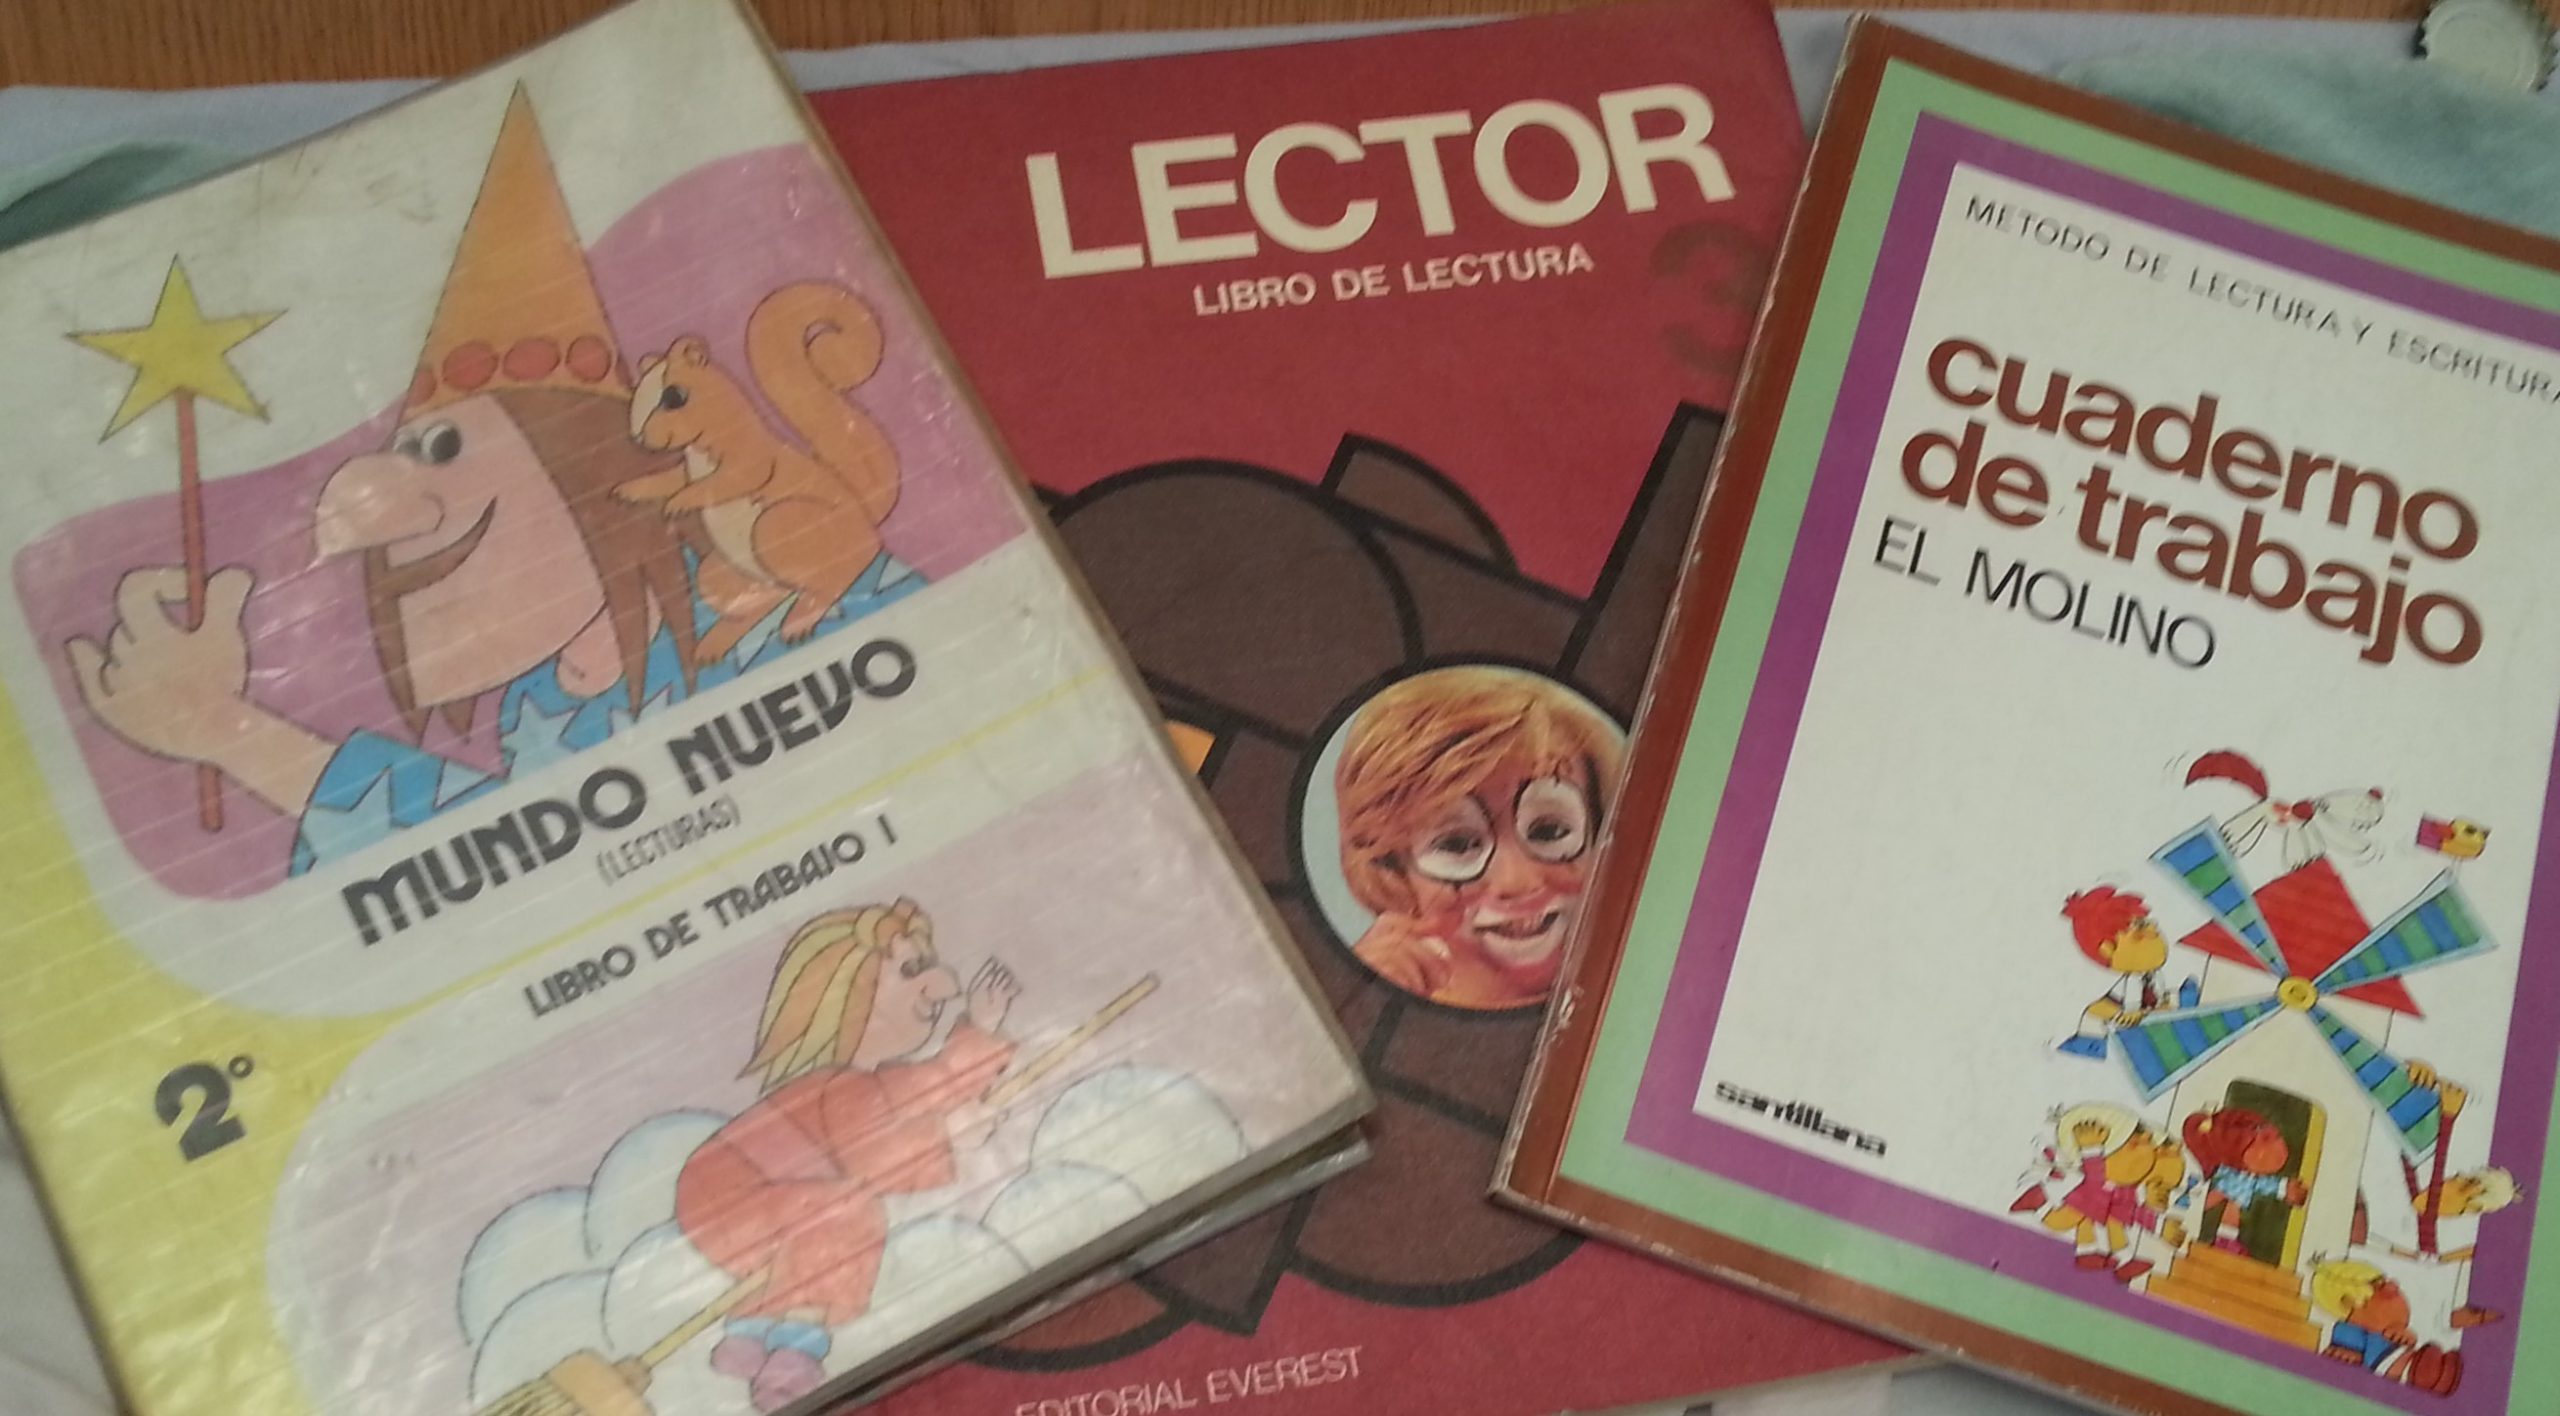 MUNDO NUEVO
(LECTURAS)
LIBRO DE TRABAJO 1
2º
LECTOR
LIBRO DE LECTURA
3
EDITORIAL EVEREST
METODO DE LECTURA Y ESCRITURA
cuaderno
de trabajo
EL MOLINO
santillana